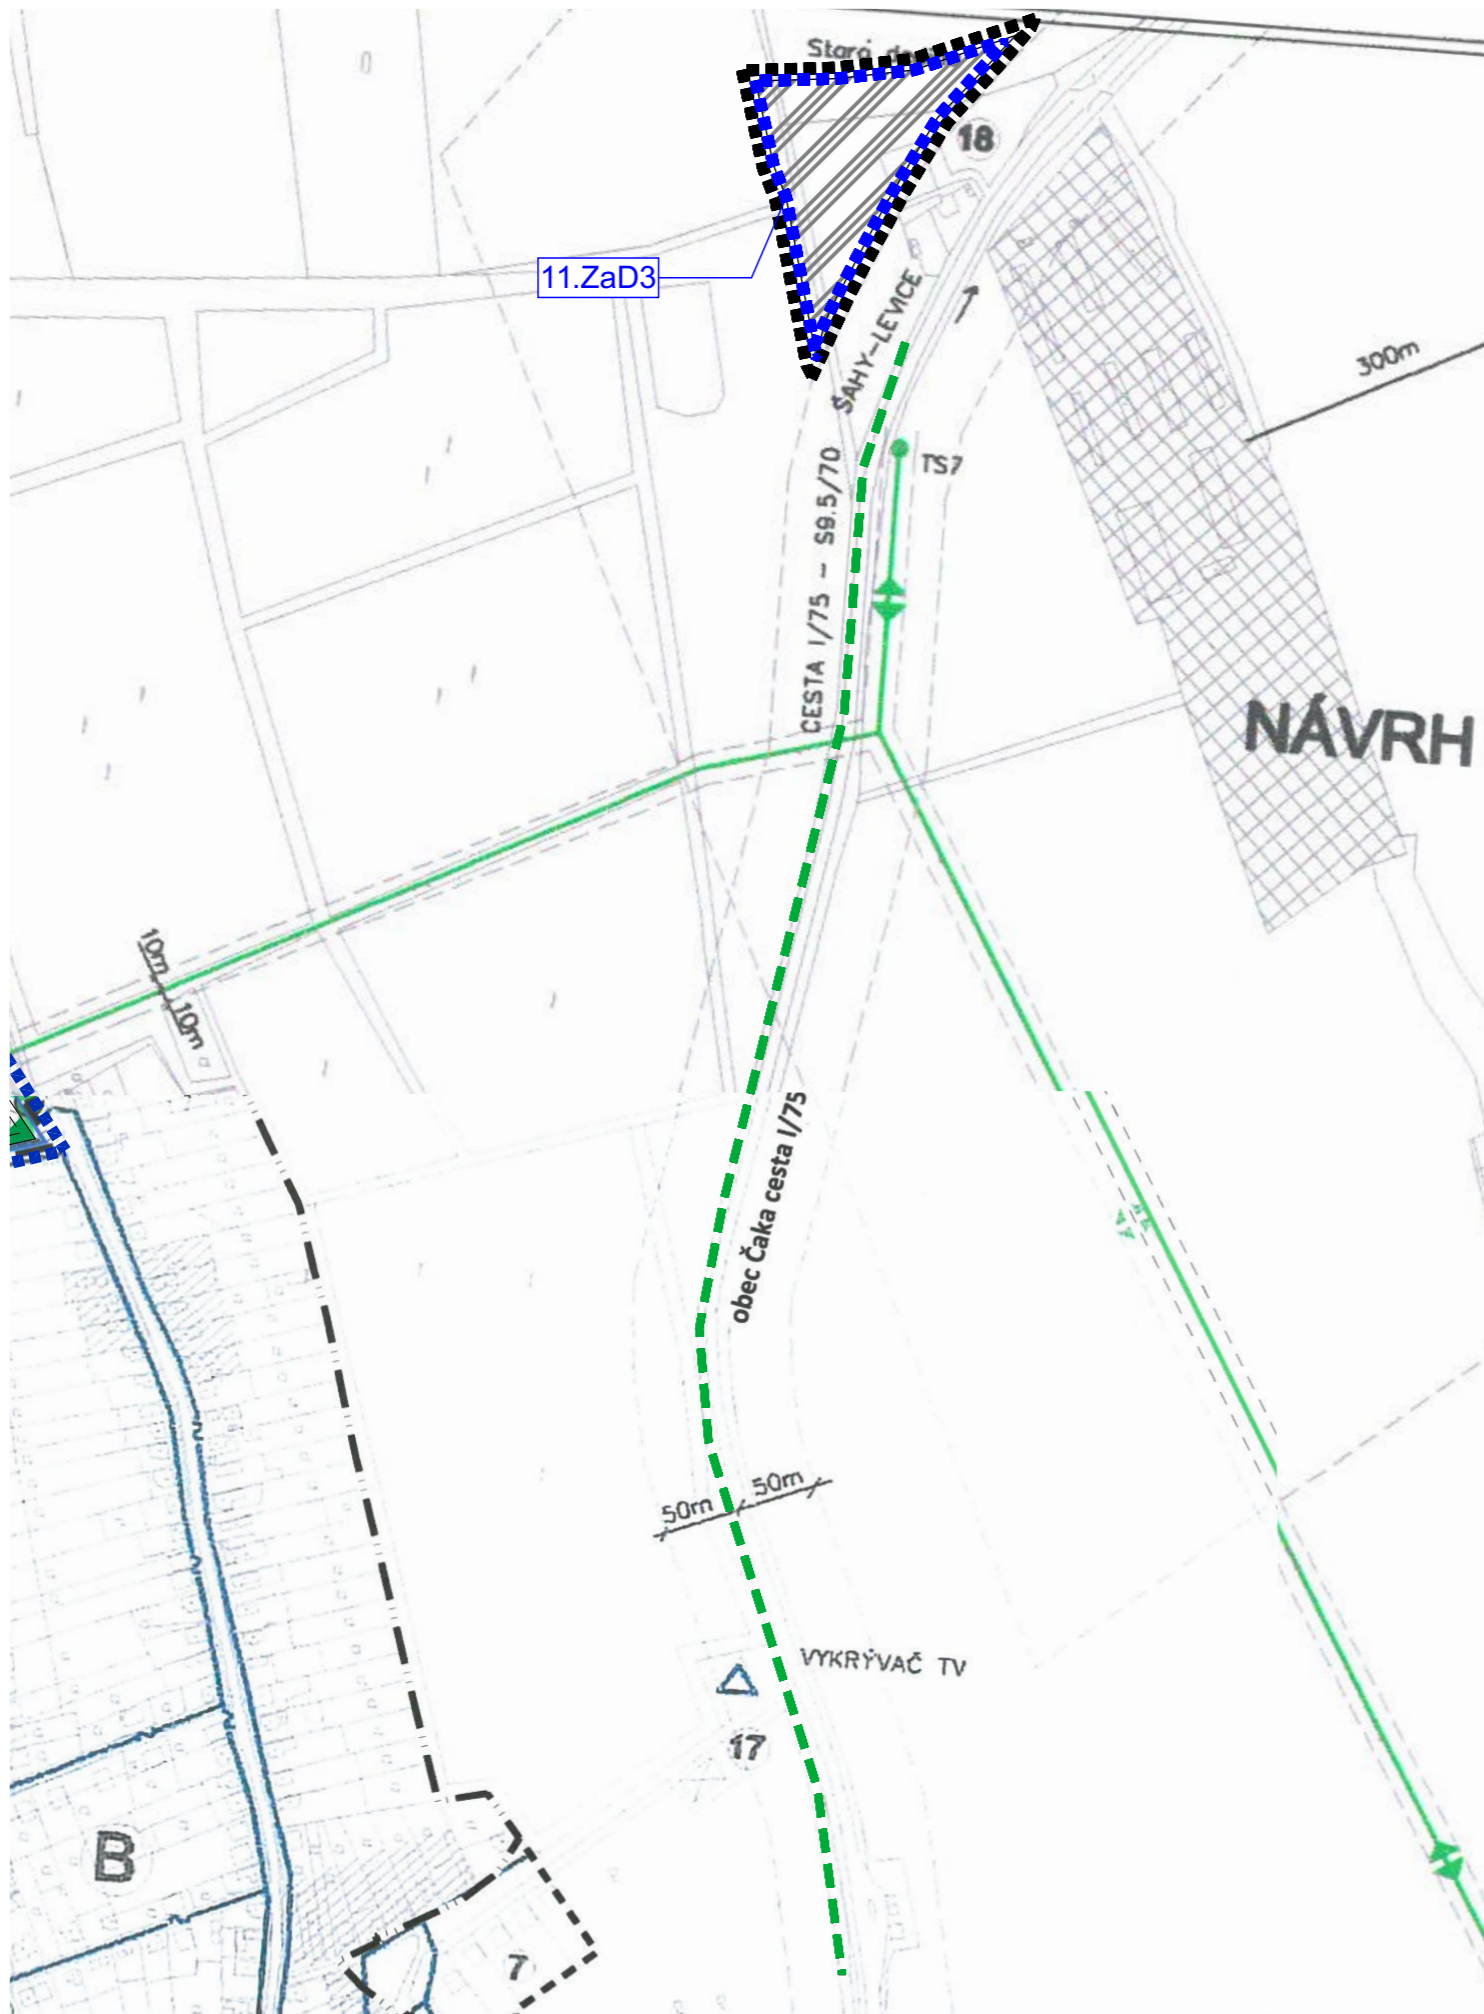 Stará
18
11.ZaD3
ŠAHY-LEVICE
300m
TS7
CESTA I/75 - S9.5/70
NÁVRH
10m
10m
obec Čaka cesta I/75
50m
50m
VYKRÝVAČ TV
17
B
7